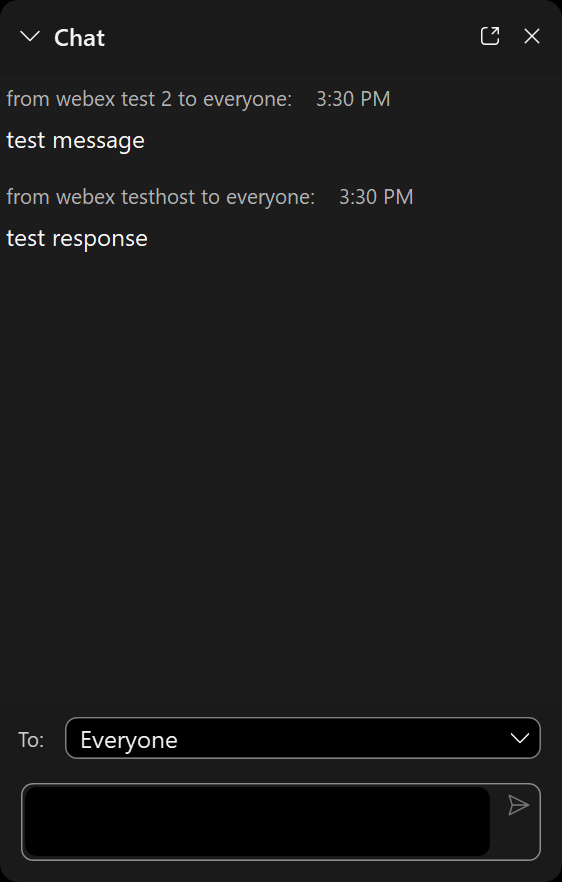 Chat
from webex test 2 to everyone: 3:30 PM
test message
from webex testhost to everyone: 3:30 PM
test response
To: Everyone